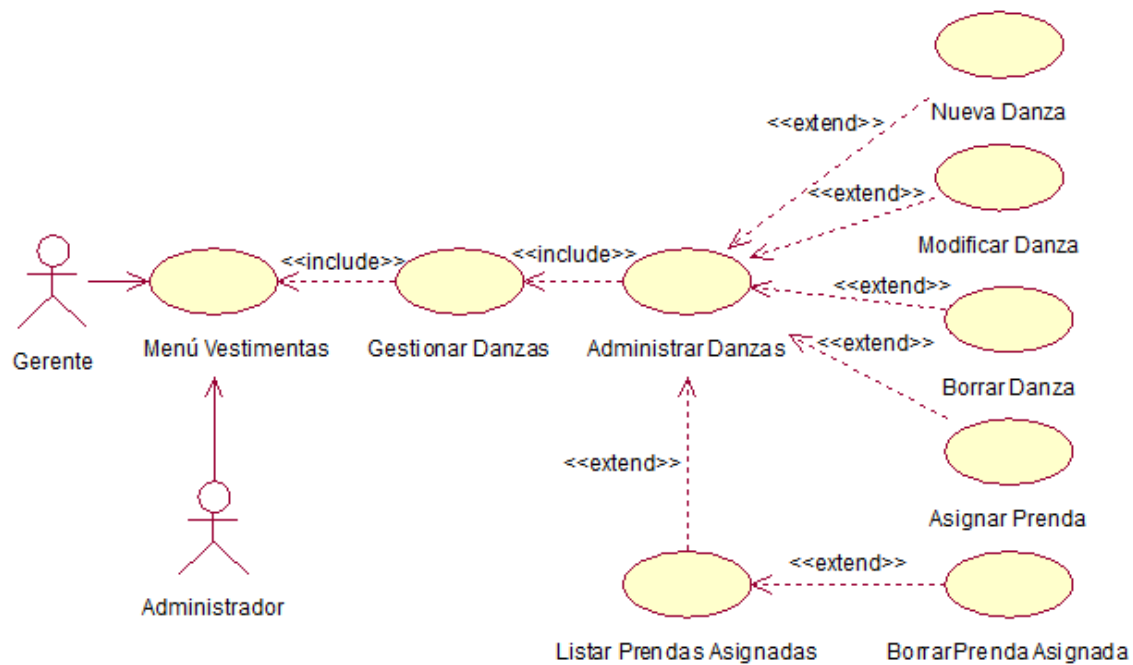 Nueva Danza
<<extend>>
<<extend>>
Modificar Danza
<<include>>
<<include>>
<<extend>>
Gerente
Menú Vestimentas
Gestionar Danzas
Administrar Danzas
<<extend>>
Borrar Danza
<<extend>>
Asignar Prenda
<<extend>>
Administrador
Listar Prendas Asignadas
BorrarPrenda Asignada